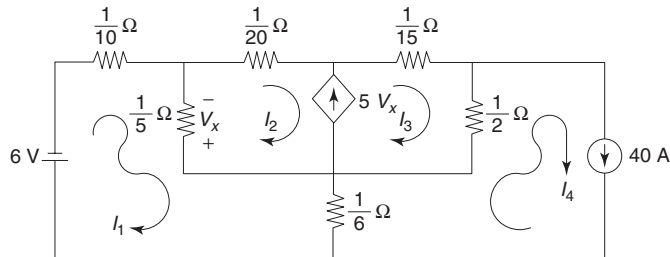 1/10 Ω
1/20 Ω
1/15 Ω
1/5 Ω
−
V_x
+
I_2
5 V_x
I_3
1/2 Ω
6 V
40 A
I_1
1/6 Ω
I_4